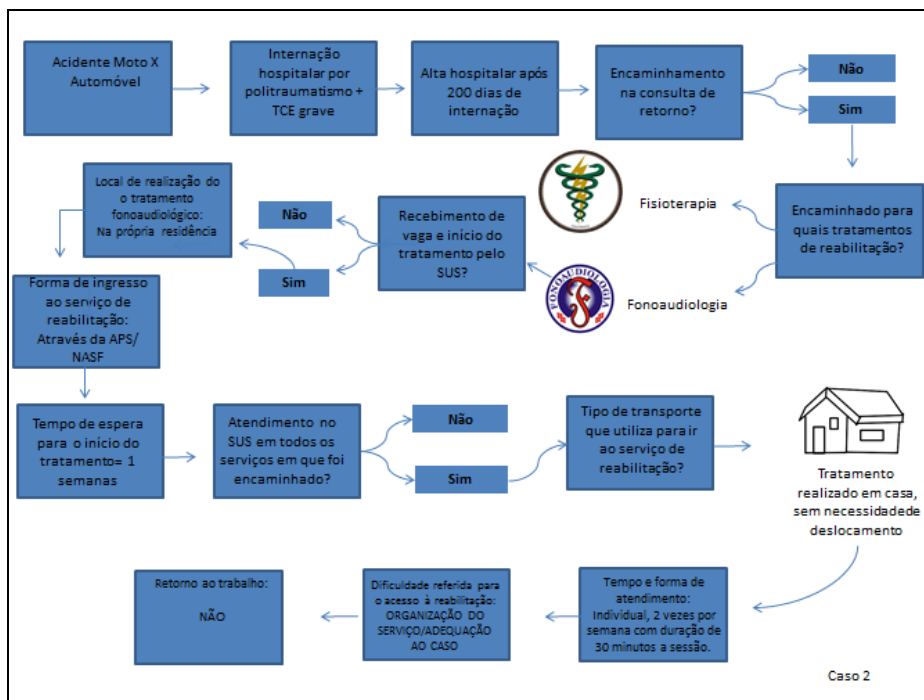 Acidente Moto X
Automóvel
Internação
hospitalar por
politraumatismo +
TCE grave
Alta hospitalar após
200 dias de
internação
Encaminhamento
na consulta de
retorno?
Não
Sim
Encaminhado para
quais tratamentos
de reabilitação?
Fisioterapia
FONOAUDIOLOGIA
Fonoaudiologia
Recebimento de
vaga e início do
tratamento pelo
SUS?
Não
Sim
Local de realização do
o tratamento
fonoaudiológico:
Na própria residência
Forma de ingresso
ao serviço de
reabilitação:
Através da APS/
NASF
Tempo de espera
para o início do
tratamento= 1
semanas
Atendimento no
SUS em todos os
serviços em que foi
encaminhado?
Não
Sim
Tipo de transporte
que utiliza para ir
ao serviço de
reabilitação?
Tratamento
realizado em casa,
sem necessidadede
deslocamento
Tempo e forma de
atendimento:
Individual, 2 vezes por
semana com duração de
30 minutos a sessão.
Dificuldade referida para
o acesso à reabilitação:
ORGANIZAÇÃO DO
SERVIÇO/ADEQUAÇÃO
AO CASO
Retorno ao trabalho:
NÃO
Caso 2